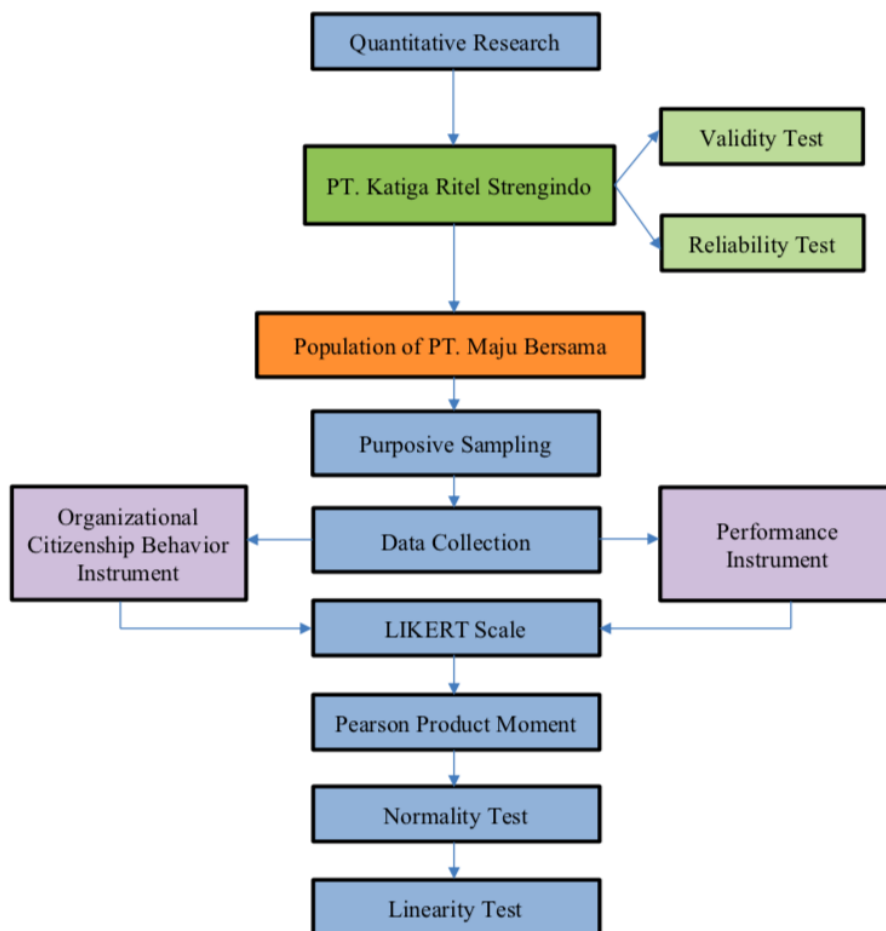 Quantitative Research
PT. Katiga Ritel Strengindo
Validity Test
Reliability Test
Population of PT. Maju Bersama
Purposive Sampling
Organizational
Citizenship Behavior
Instrument
Data Collection
Performance
Instrument
LIKERT Scale
Pearson Product Moment
Normality Test
Linearity Test